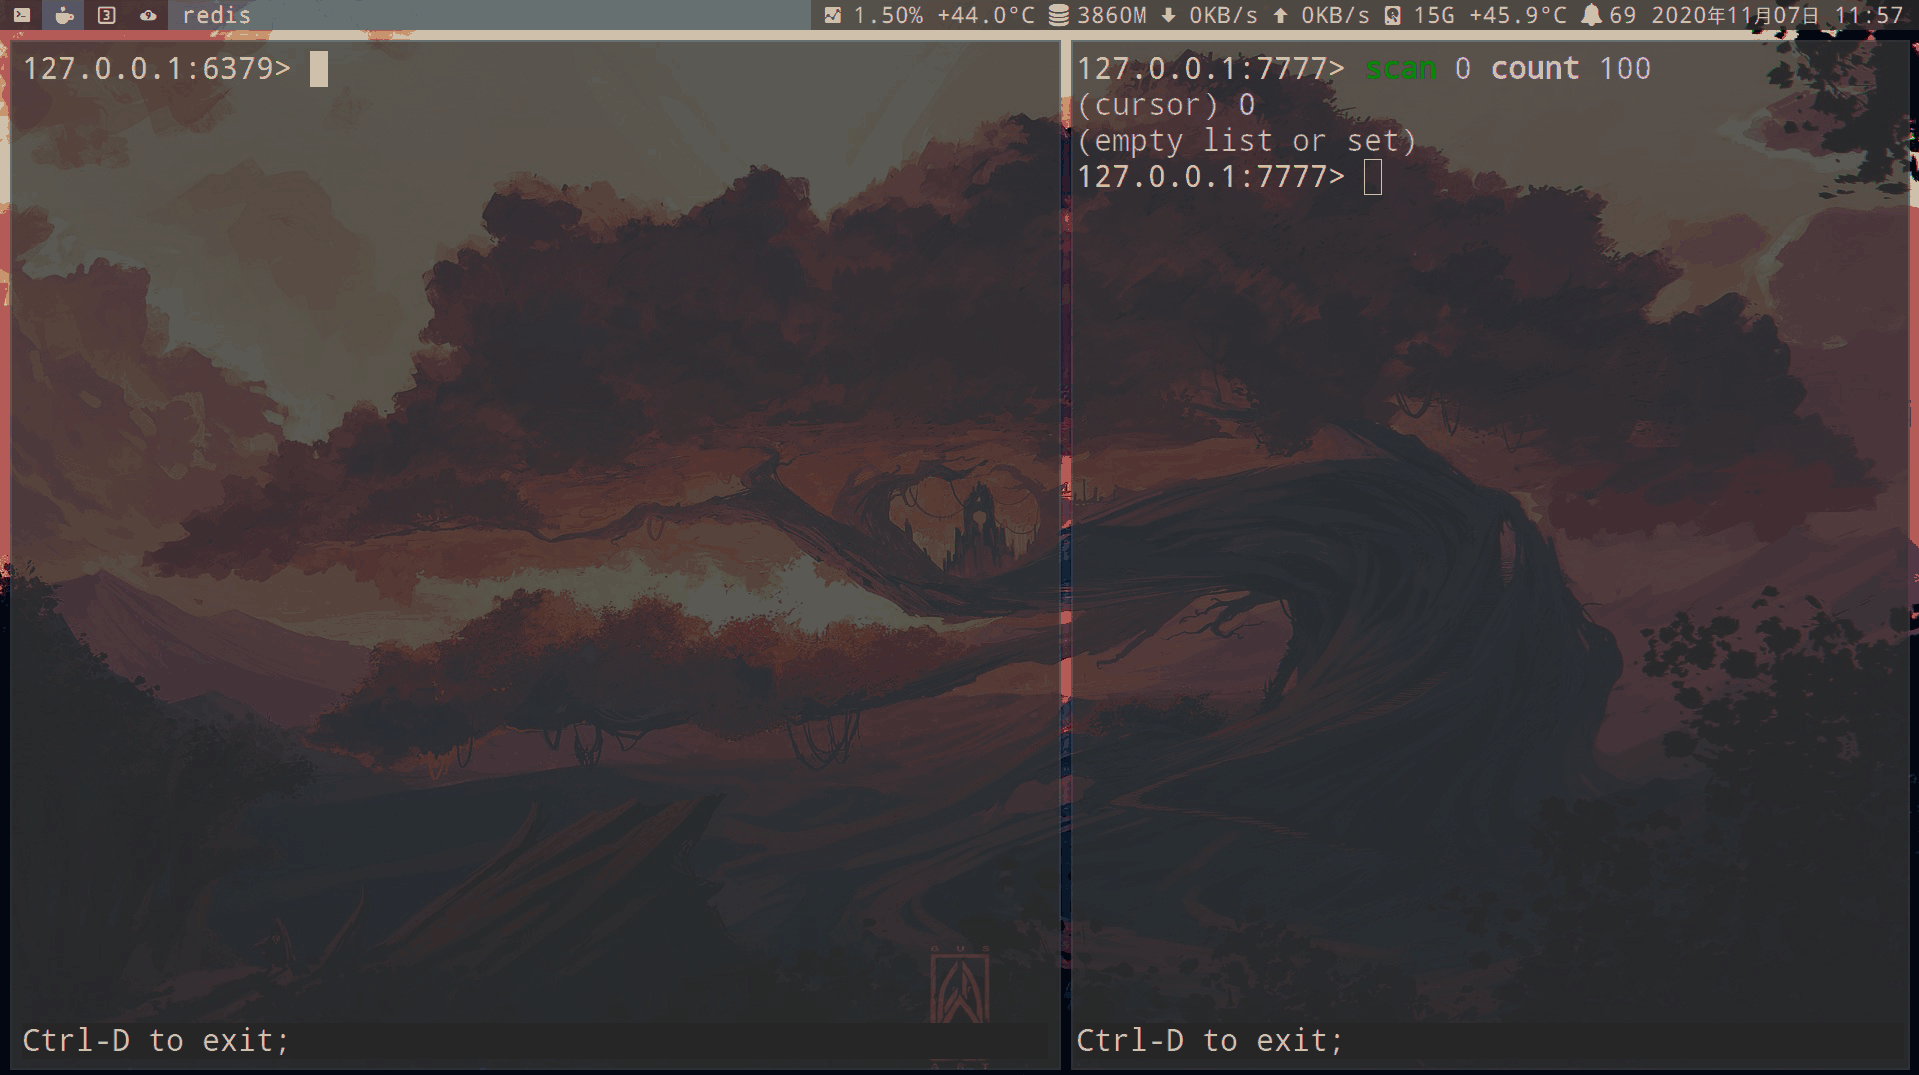 redis
1.50% +44.0°C 3860M 0KB/s 0KB/s 15G +45.9°C 69 2020年11月07日 11:57
127.0.0.1:6379>
Ctrl-D to exit;
127.0.0.1:7777> scan 0 count 100
(cursor) 0
(empty list or set)
127.0.0.1:7777>
Ctrl-D to exit;
GUS
ART